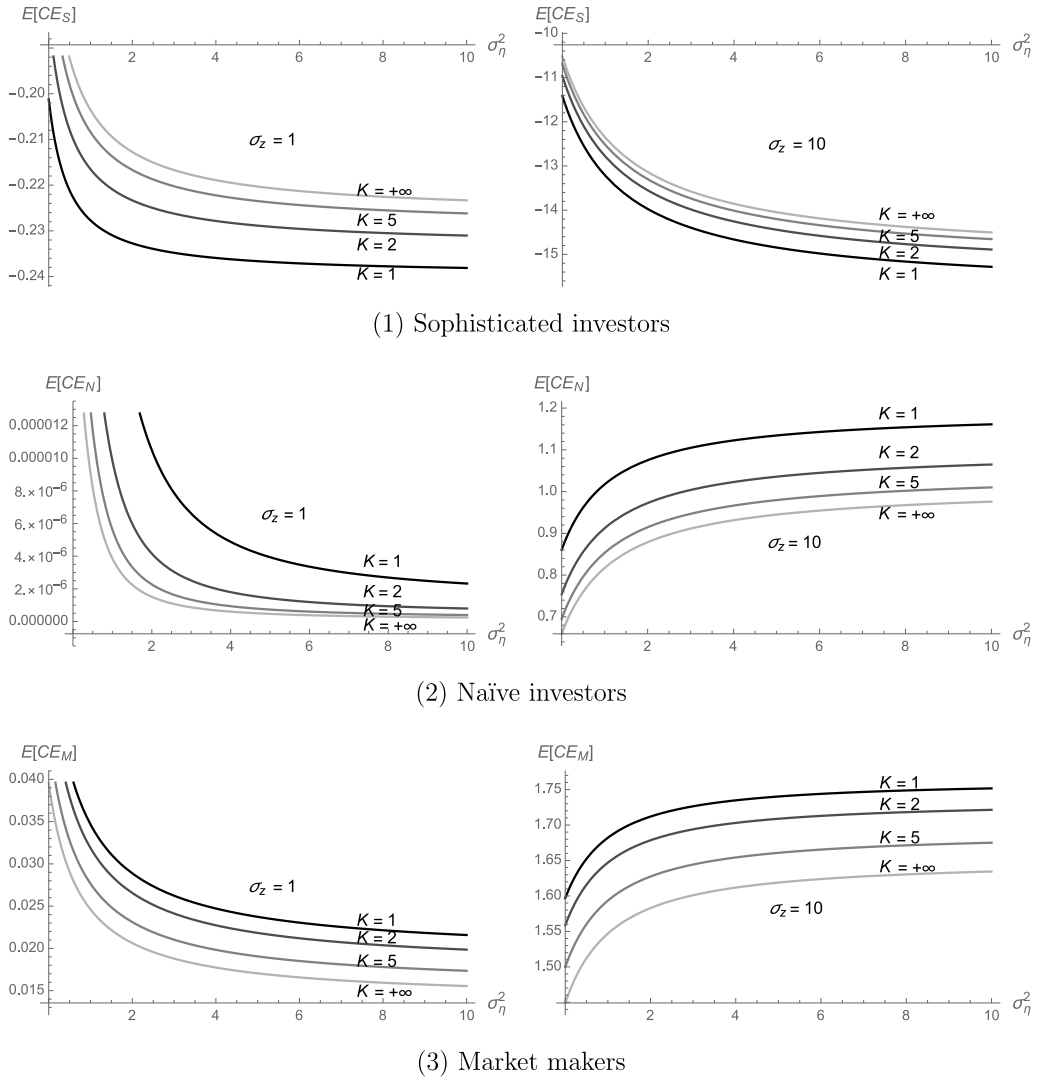 E[CE_S]
σ_η^2
2 4 6 8 10
−0.20
−0.21
−0.22
−0.23
−0.24
σ_z = 1
K = +∞
K = 5
K = 2
K = 1
E[CE_S]
−10
σ_η^2
2 4 6 8 10
−11
−12
−13
−14
−15
σ_z = 10
K = +∞
K = 5
K = 2
K = 1
(1) Sophisticated investors
E[CE_N]
0.000012
0.000010
8.×10^−6
6.×10^−6
4.×10^−6
2.×10^−6
0.000000
σ_z = 1
K = 1
K = 2
K = 5
K = +∞
2 4 6 8 10
σ_η^2
E[CE_N]
1.2
1.1
1.0
0.9
0.8
0.7
K = 1
K = 2
K = 5
K = +∞
σ_z = 10
2 4 6 8 10
σ_η^2
(2) Naïve investors
E[CE_M]
0.040
0.035
0.030
0.025
0.020
0.015
σ_z = 1
K = 1
K = 2
K = 5
K = +∞
2 4 6 8 10
σ_η^2
E[CE_M]
1.75
1.70
1.65
1.60
1.55
1.50
K = 1
K = 2
K = 5
K = +∞
σ_z = 10
2 4 6 8 10
σ_η^2
(3) Market makers